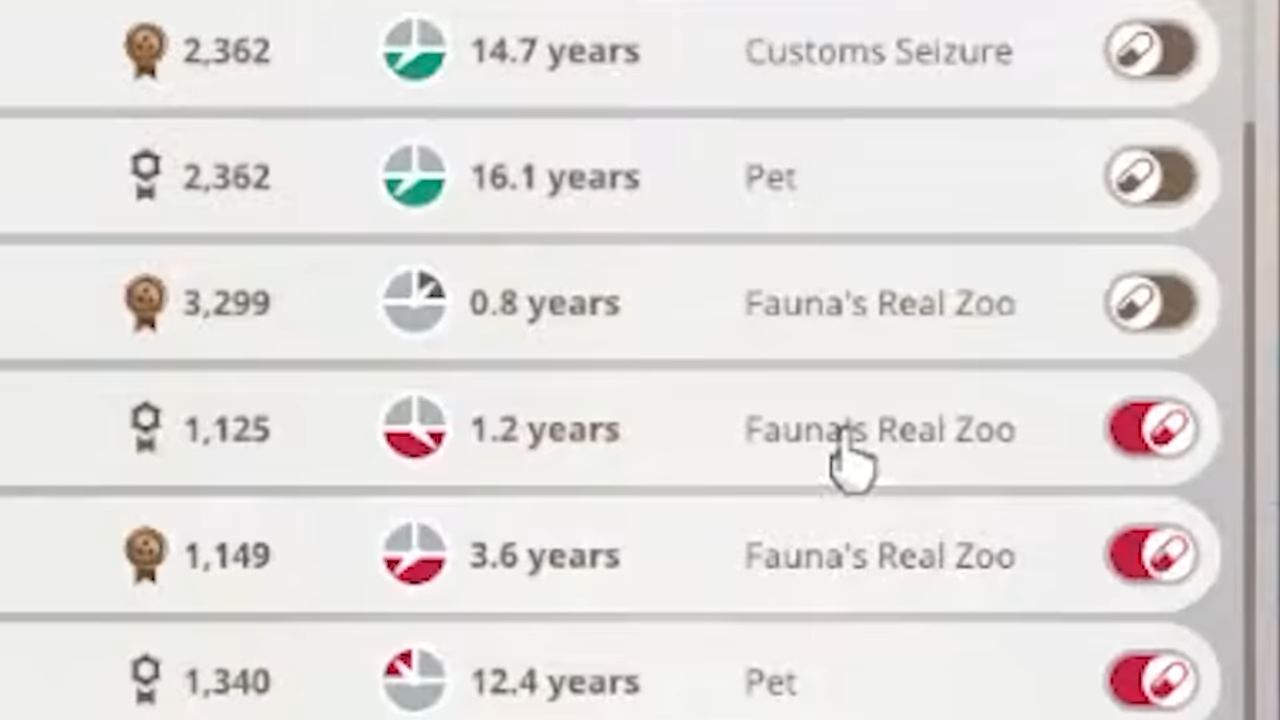 2,362 14.7 years Customs Seizure
2,362 16.1 years Pet
3,299 0.8 years Fauna's Real Zoo
1,125 1.2 years Fauna's Real Zoo
1,149 3.6 years Fauna's Real Zoo
1,340 12.4 years Pet